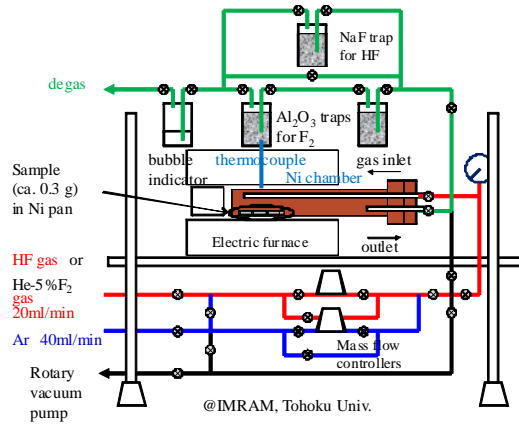 NaF trap
for HF
degas
Al2O3 traps
for F2
bubble
indicator
thermocouple
gas inlet
Ni chamber
Sample
(ca. 0.3 g)
in Ni pan
Electric furnace
outlet
HF gas or
He-5%F2
gas
20ml/min
Ar 40ml/min
Mass flow
controllers
Rotary
vacuum
pump
@IMRAM, Tohoku Univ.